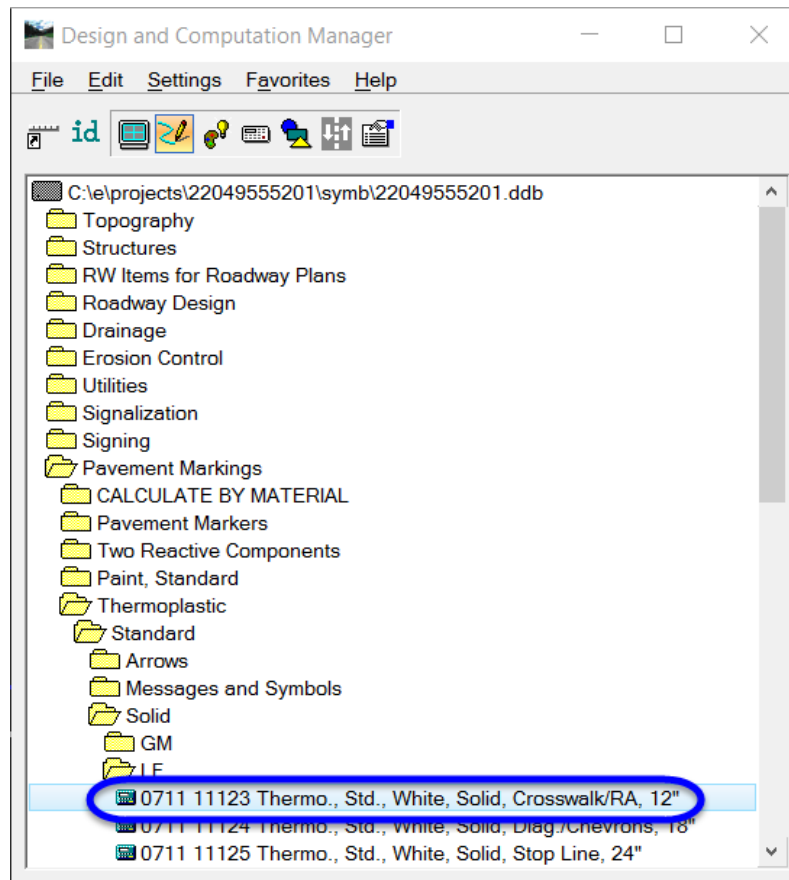 Design and Computation Manager
File Edit Settings Favorites Help
id
C:\e\projects\22049555201\symb\22049555201.ddb
Topography
Structures
RW Items for Roadway Plans
Roadway Design
Drainage
Erosion Control
Utilities
Signalization
Signing
Pavement Markings
CALCULATE BY MATERIAL
Pavement Markers
Two Reactive Components
Paint, Standard
Thermoplastic
Standard
Arrows
Messages and Symbols
Solid
GM
LF
0711 11123 Thermo., Std., White, Solid, Crosswalk/RA, 12"
0711 11124 Thermo., Std., White, Solid, Diag./Chevrons, 18"
0711 11125 Thermo., Std., White, Solid, Stop Line, 24"